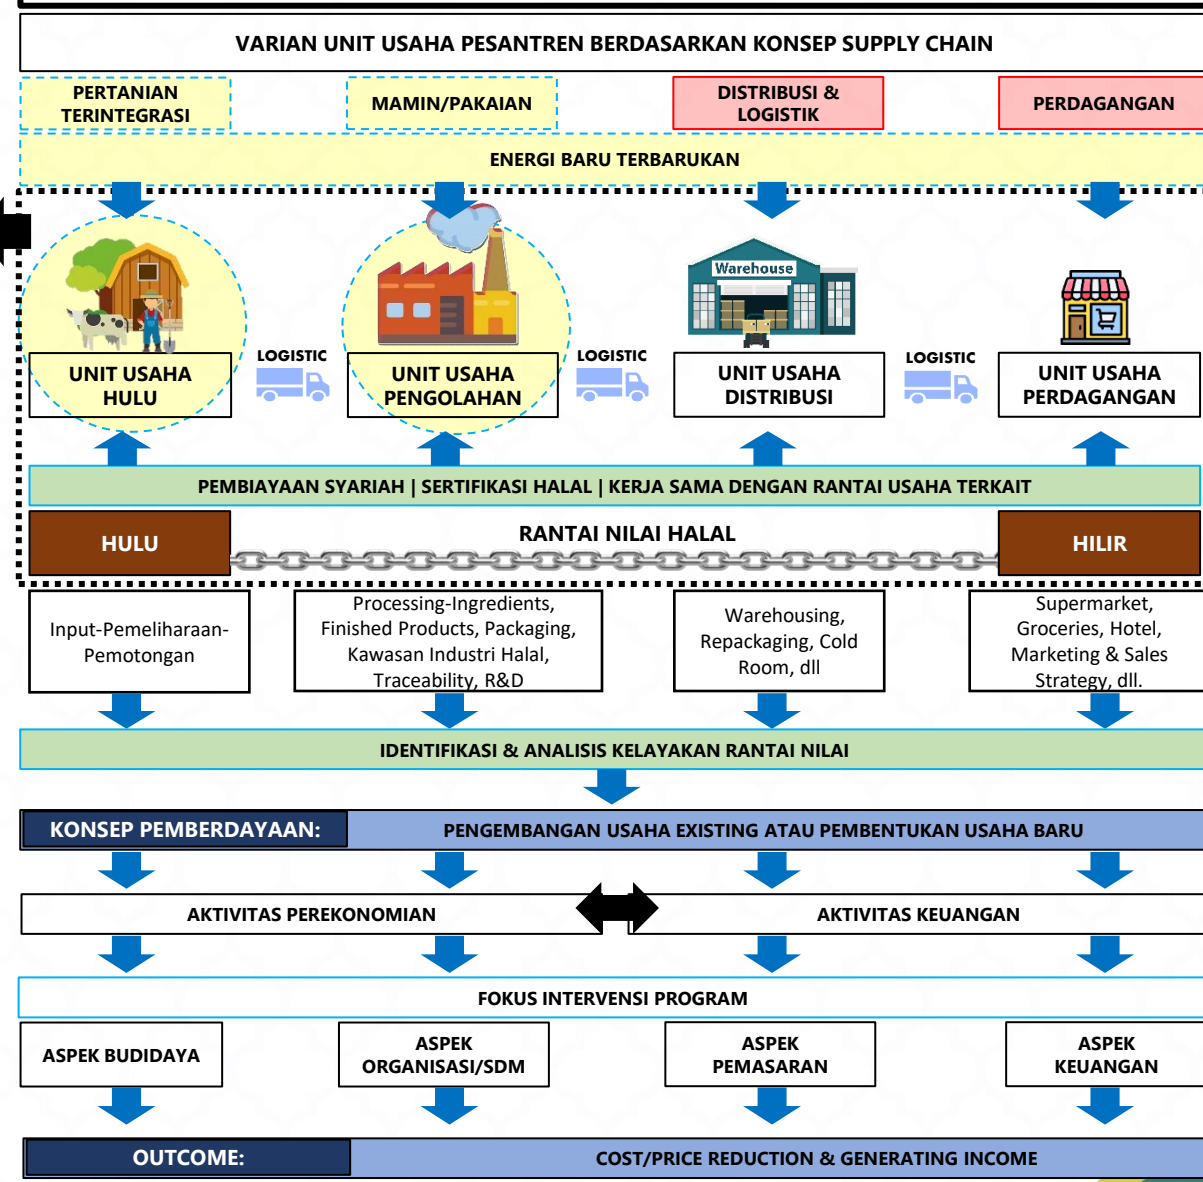 VARIAN UNIT USAHA PESANTREN BERDASARKAN KONSEP SUPPLY CHAIN
PERTANIAN
TERINTEGRASI
MAMIN/PAKAIAN
DISTRIBUSI &
LOGISTIK
PERDAGANGAN
ENERGI BARU TERBARUKAN
Warehouse
UNIT USAHA
HULU
LOGISTIC
UNIT USAHA
PENGOLAHAN
LOGISTIC
UNIT USAHA
DISTRIBUSI
LOGISTIC
UNIT USAHA
PERDAGANGAN
PEMBIAYAAN SYARIAH | SERTIFIKASI HALAL | KERJA SAMA DENGAN RANTAI USAHA TERKAIT
HULU
RANTAI NILAI HALAL
HILIR
Input-Pemeliharaan-
Pemotongan
Processing-Ingredients,
Finished Products, Packaging,
Kawasan Industri Halal,
Traceability, R&D
Warehousing,
Repackaging, Cold
Room, dll
Supermarket,
Groceries, Hotel,
Marketing & Sales
Strategy, dll.
IDENTIFIKASI & ANALISIS KELAYAKAN RANTAI NILAI
KONSEP PEMBERDAYAAN:
PENGEMBANGAN USAHA EXISTING ATAU PEMBENTUKAN USAHA BARU
AKTIVITAS PEREKONOMIAN
AKTIVITAS KEUANGAN
FOKUS INTERVENSI PROGRAM
ASPEK BUDIDAYA
ASPEK
ORGANISASI/SDM
ASPEK
PEMASARAN
ASPEK
KEUANGAN
OUTCOME:
COST/PRICE REDUCTION & GENERATING INCOME